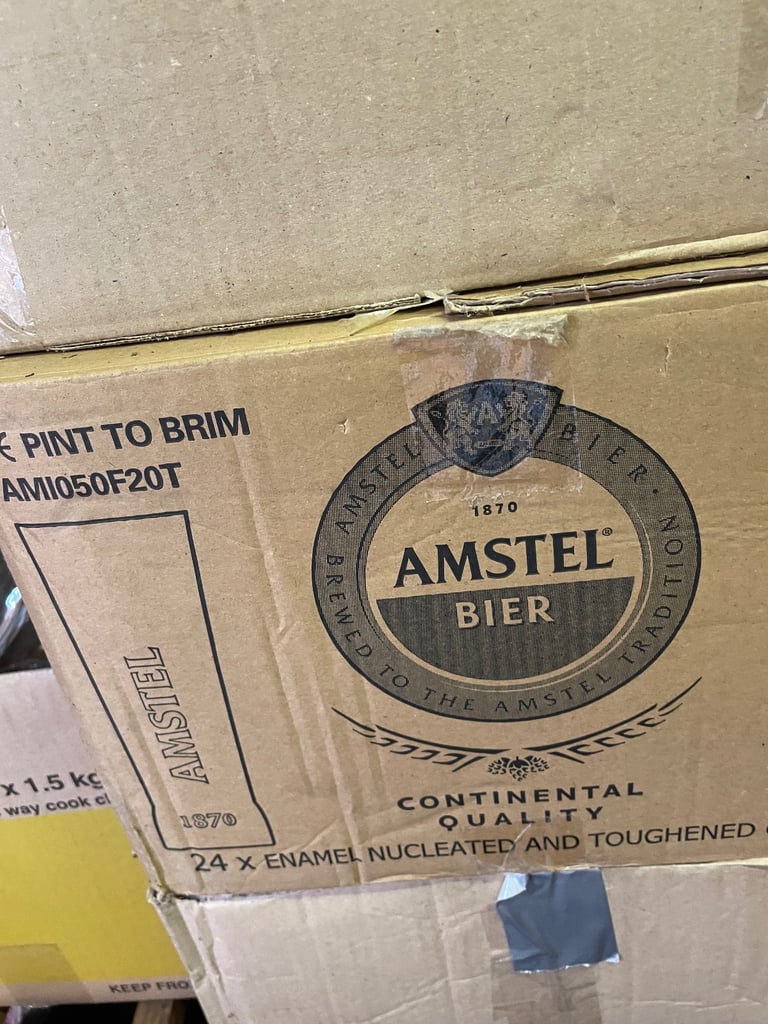 CE PINT TO BRIM
AMI050F20T
AMSTEL
1870
AMSTEL BIER ·
BREWED TO THE AMSTEL TRADITION
A
1870
AMSTEL®
BIER
CONTINENTAL
QUALITY
24 x ENAMEL NUCLEATED AND TOUGHENED
x 1.5 kg
way cook
KEEP